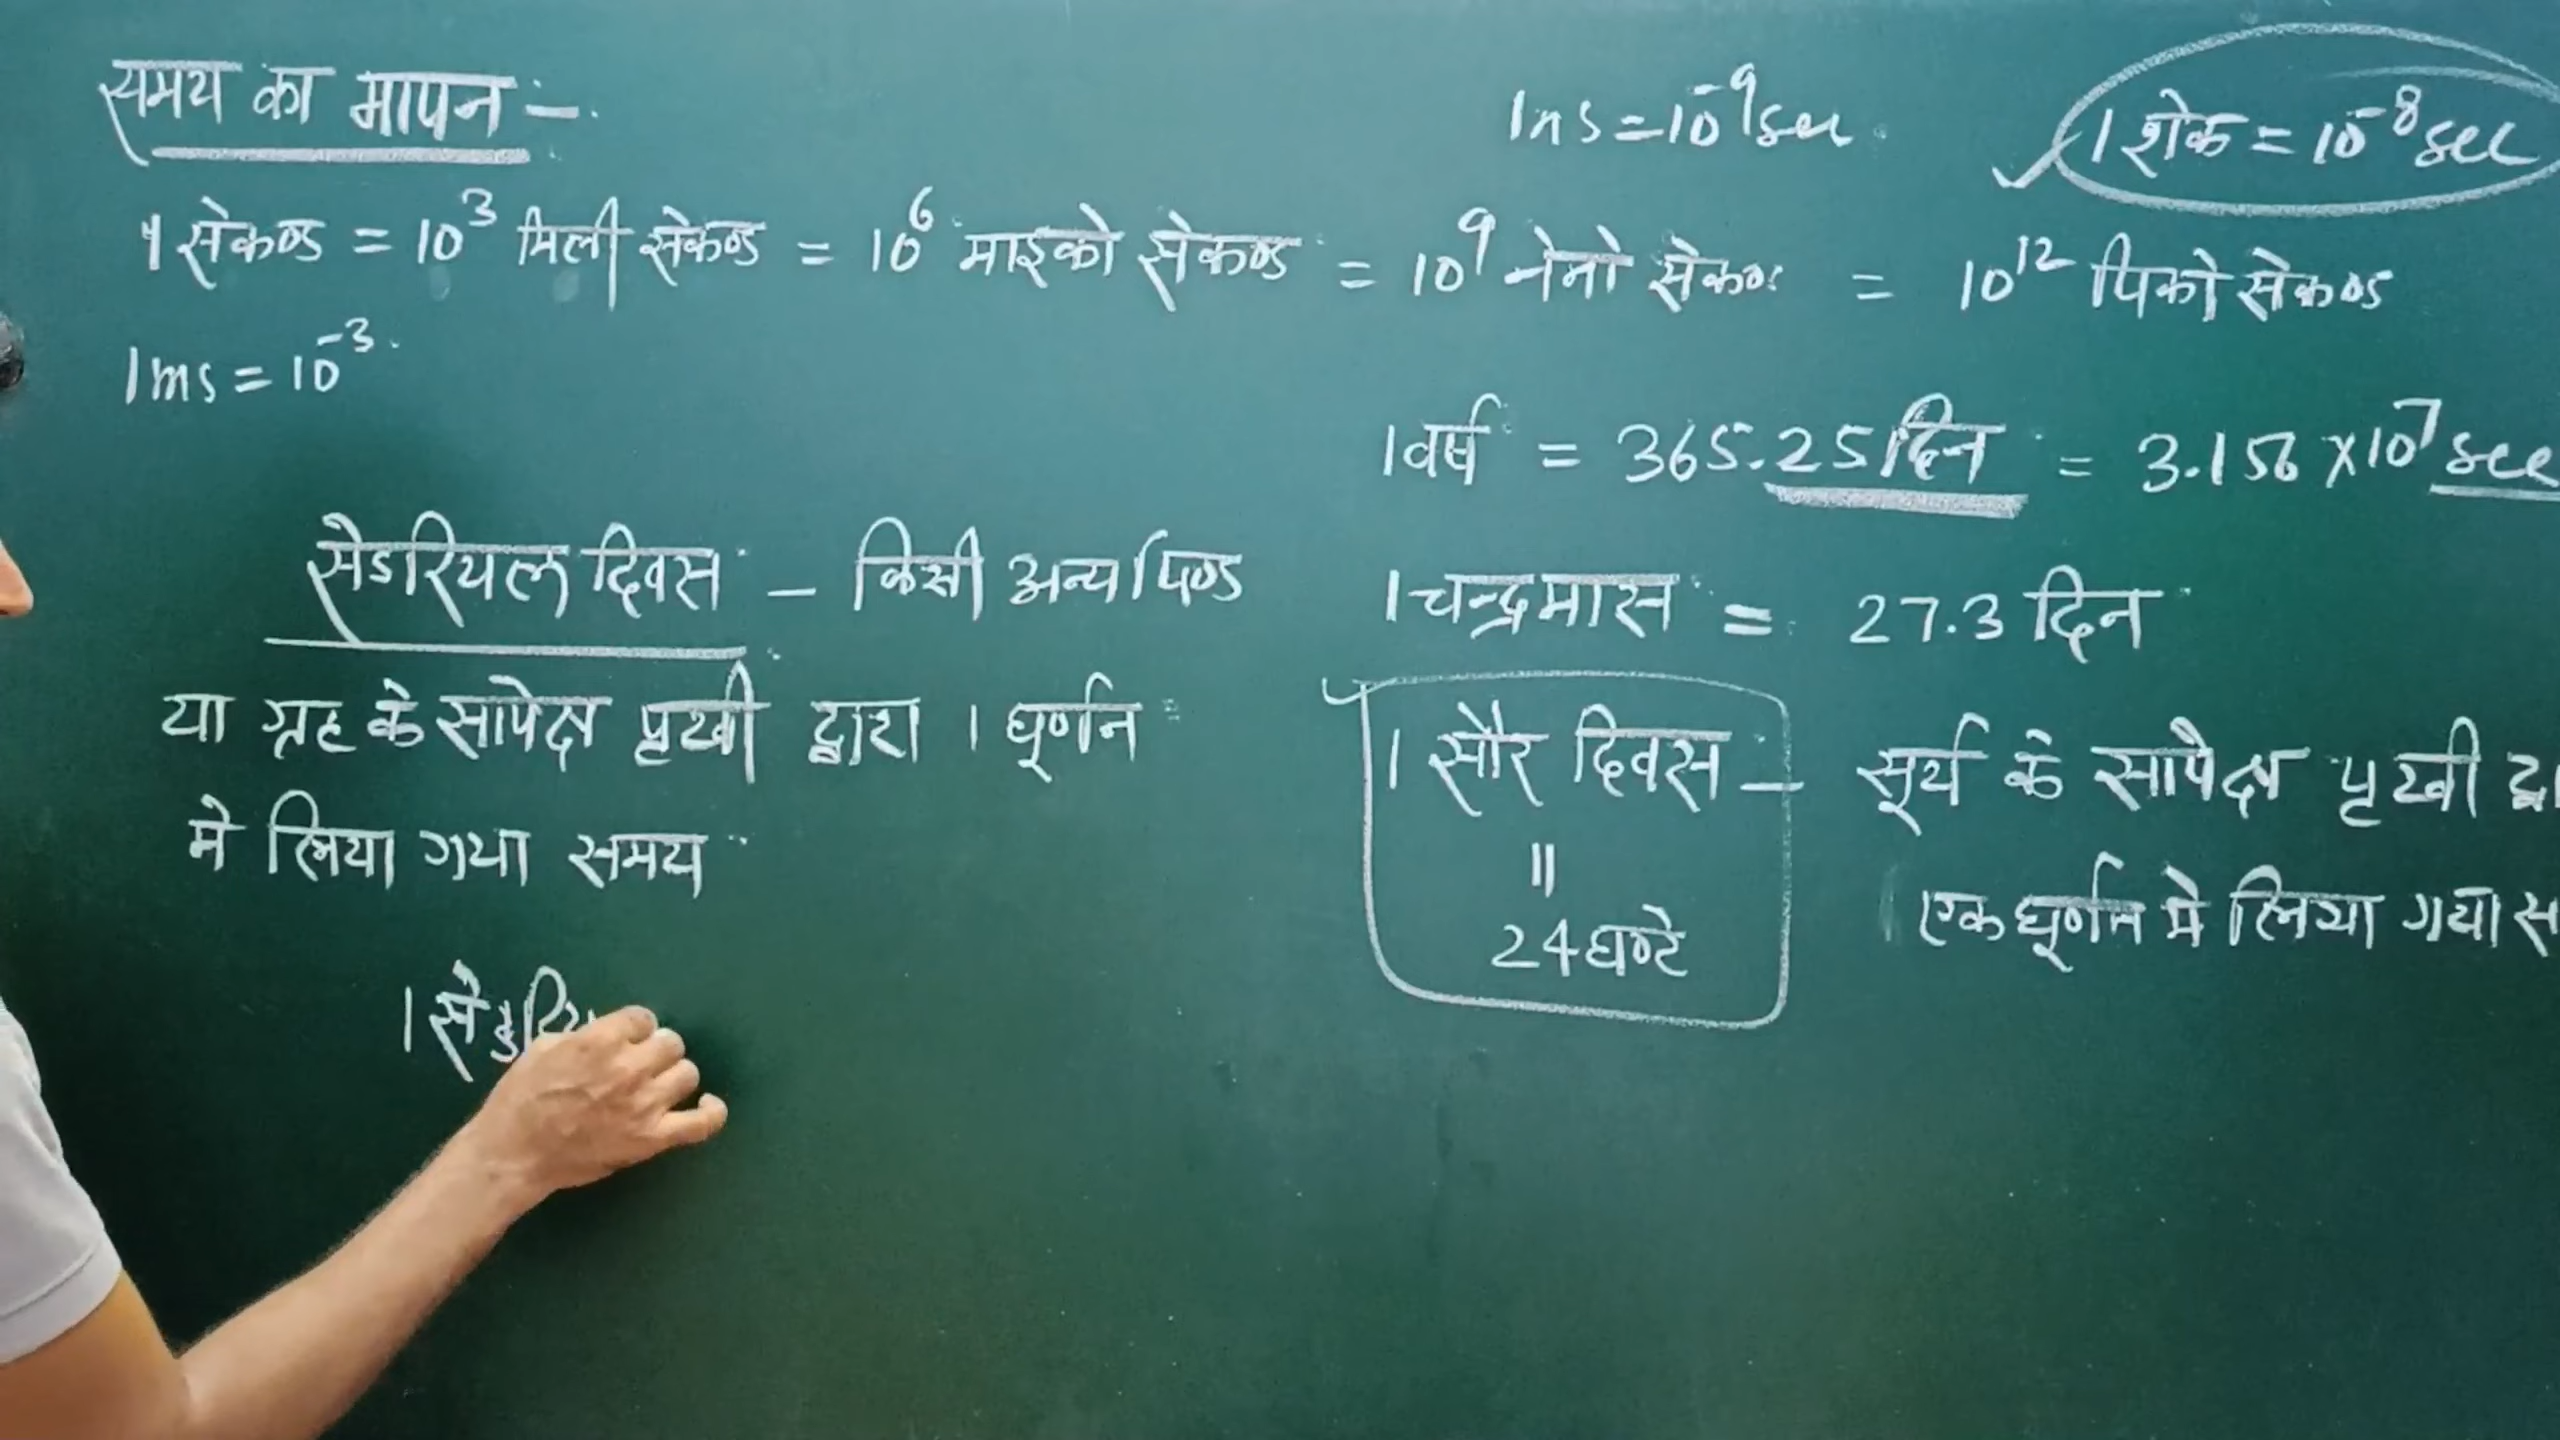 समय का मापन -
1ns = 10⁻⁹sec
1 शेक = 10⁻⁸ sec
1 सेकण्ड = 10³ मिली सेकण्ड = 10⁶ माइको सेकण्ड = 10⁹ नेनो सेकण्ड = 10¹² पिको सेकण्ड
1ms = 10⁻³
1 वर्ष = 365.25 दिन = 3.156 × 10⁷ sec
1 चन्द्रमास = 27.3 दिन
1 सौर दिवस - सूर्य के सापेक्ष पृथ्वी द्वा
=
24 घण्टे
एक घूर्णन मे लिया गया स
सेडरियल दिवस - किसी अन्य पिण्ड
या ग्रह के सापेक्ष पृथ्वी द्वारा 1 घूर्णन
मे लिया गया समय
1 सेडरिय